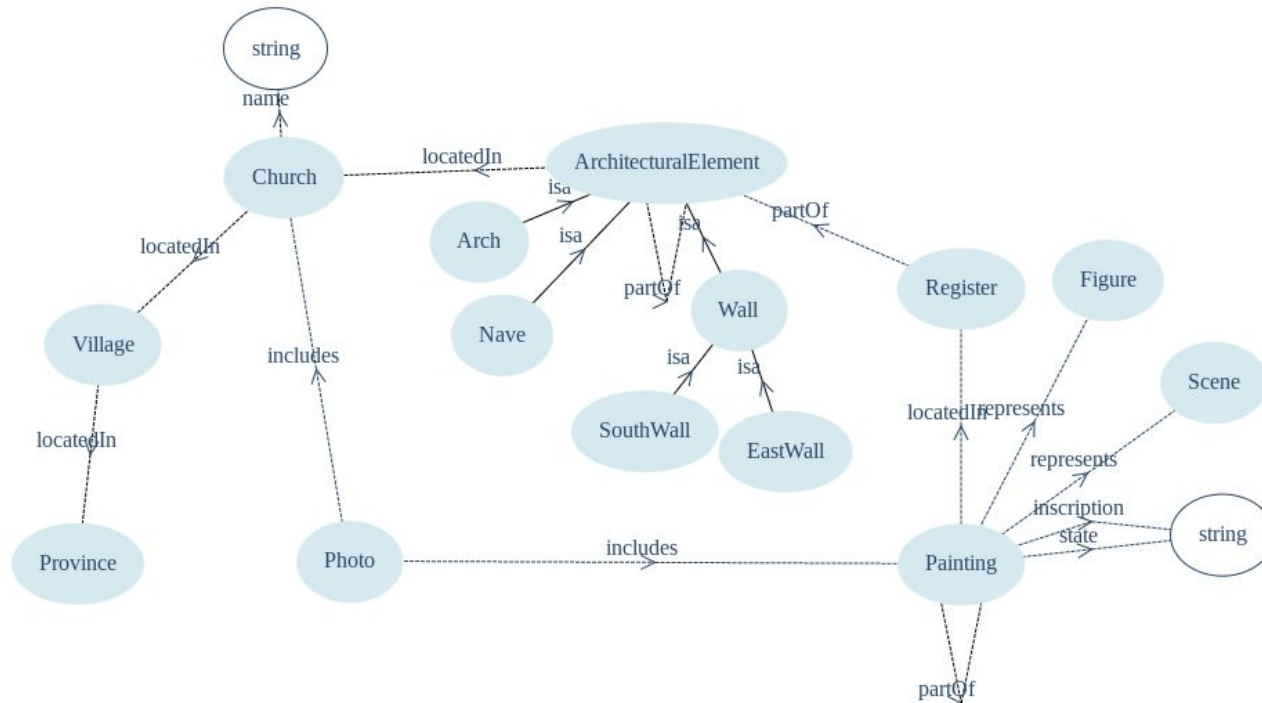 string
name
Church
locatedIn
ArchitecturalElement
isa
Arch
isa
Nave
partOf
isa
Wall
partOf
Register
Figure
locatedIn
Village
includes
isa
isa
SouthWall
EastWall
Scene
locatedIn
represents
represents
inscription
state
string
locatedIn
Province
Photo
includes
Painting
partOf